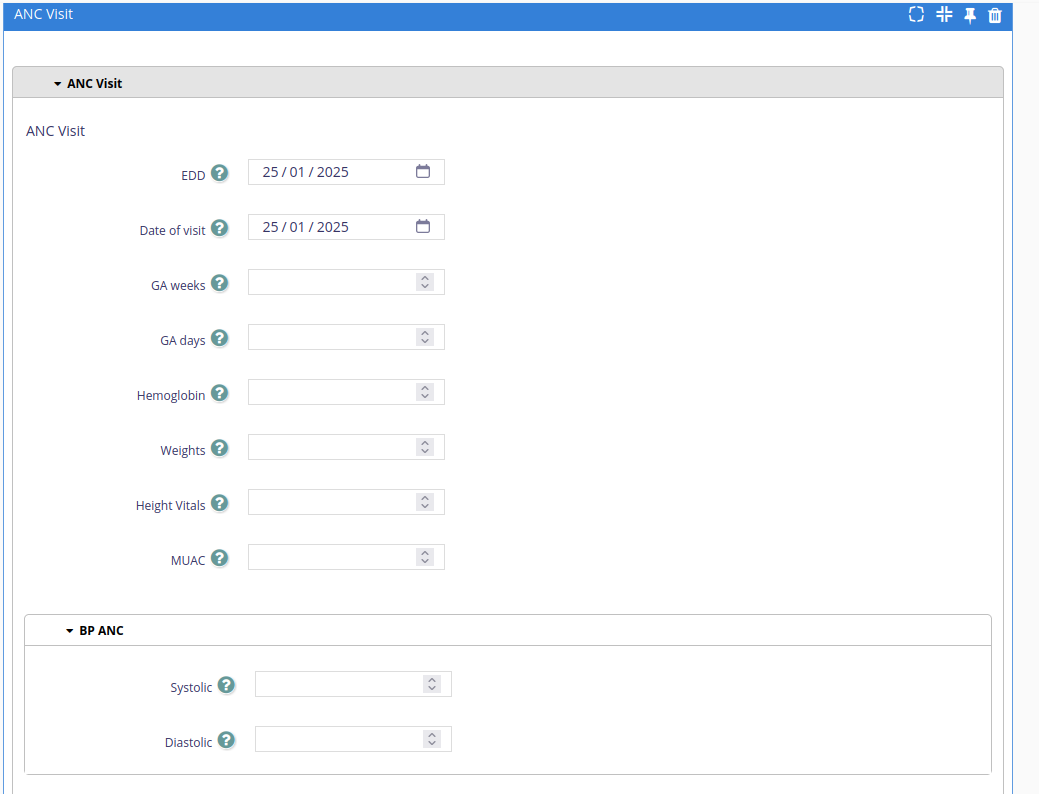 ANC Visit
ANC Visit
ANC Visit
EDD ? 25 / 01 / 2025
Date of visit ? 25 / 01 / 2025
GA weeks ?
GA days ?
Hemoglobin ?
Weights ?
Height Vitals ?
MUAC ?
BP ANC
Systolic ?
Diastolic ?